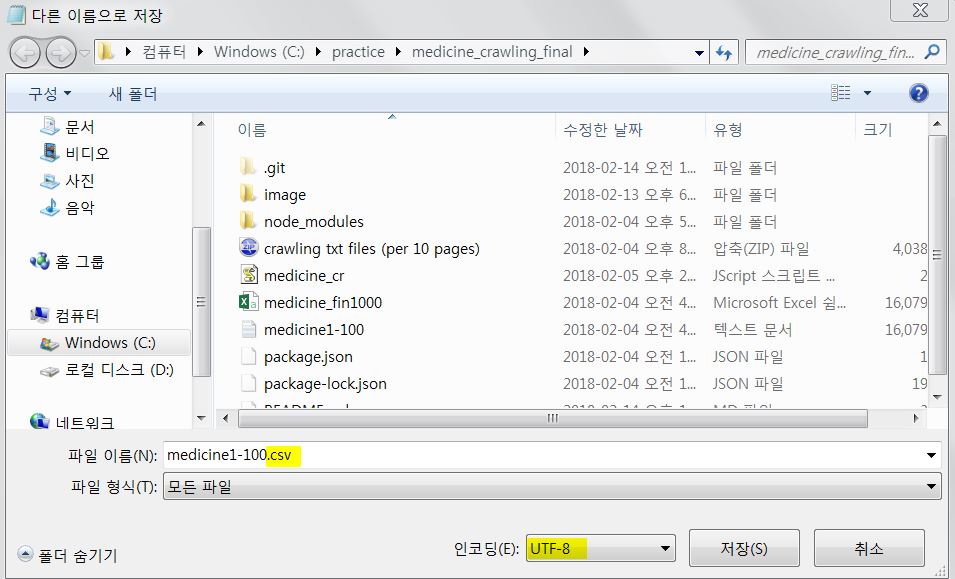 다른 이름으로 저장
컴퓨터 Windows (C:) practice medicine_crawling_final medicine_crawling_fin...
구성 새 폴더
이름 수정한 날짜 유형 크기
문서
비디오
사진
음악
홈 그룹
컴퓨터
Windows (C:)
로컬 디스크 (D:)
네트워크
.git 2018-02-14 오전 1... 파일 폴더
image 2018-02-13 오후 6... 파일 폴더
node_modules 2018-02-04 오후 5... 파일 폴더
crawling txt files (per 10 pages) 2018-02-04 오후 8... 압축(ZIP) 파일 4,038
medicine_cr 2018-02-05 오후 2... JScript 스크립트 ... 2
medicine_fin1000 2018-02-04 오후 4... Microsoft Excel 쉼... 16,079
medicine1-100 2018-02-04 오후 4... 텍스트 문서 16,079
package.json 2018-02-04 오전 1... JSON 파일 1
package-lock.json 2018-02-04 오전 1... JSON 파일 19
파일 이름(N): medicine1-100.csv
파일 형식(T): 모든 파일
폴더 숨기기 인코딩(E): UTF-8 저장(S) 취소